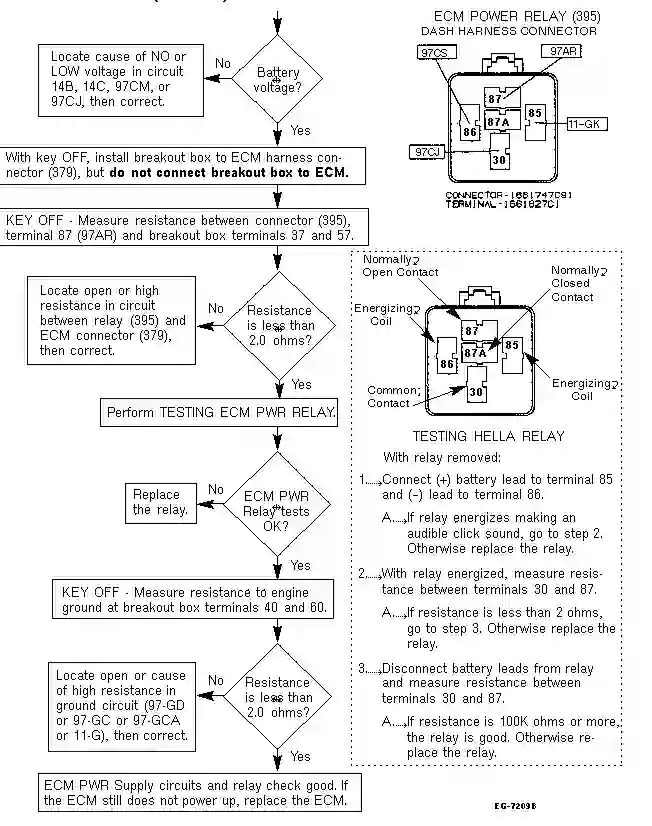 Battery
voltage?
No
Locate cause of NO or
LOW voltage in circuit
14B, 14C, 97CM, or
97CJ, then correct.
Yes
With key OFF, install breakout box to ECM harness con-
nector (379), but do not connect breakout box to ECM.
KEY OFF - Measure resistance between connector (395),
terminal 87 (97AR) and breakout box terminals 37 and 57.
Resistance
is less than
2.0 ohms?
No
Locate open or high
resistance in circuit
between relay (395) and
ECM connector (379),
then correct.
Yes
Perform TESTING ECM PWR RELAY.
ECM PWR
Relay tests
OK?
No
Replace
the relay.
Yes
KEY OFF - Measure resistance to engine
ground at breakout box terminals 40 and 60.
Resistance
is less than
2.0 ohms?
No
Locate open or cause
of high resistance in
ground circuit (97-GD
or 97-GC or 97-GCA
or 11-G), then correct.
Yes
ECM PWR Supply circuits and relay check good. If
the ECM still does not power up, replace the ECM.
ECM POWER RELAY (395)
DASH HARNESS CONNECTOR
97CS
97AR
87
86
87A
85
11-GK
97CJ
30
CONNECTOR-1661747C91
TERMINAL-1661827C1
Normally
Open Contact
Normally
Closed
Contact
Energizing
Coil
87
86
87A
85
30
Common
Contact
Energizing
Coil
TESTING HELLA RELAY
With relay removed:
1. Connect (+) battery lead to terminal 85
and (-) lead to terminal 86.
A. If relay energizes making an
audible click sound, go to step 2.
Otherwise replace the relay.
2. With relay energized, measure resis-
tance between terminals 30 and 87.
A. If resistance is less than 2 ohms,
go to step 3. Otherwise replace the
relay.
3. Disconnect battery leads from relay
and measure resistance between
terminals 30 and 87.
A. If resistance is 100K ohms or more,
the relay is good. Otherwise re-
place the relay.
EG-7209B